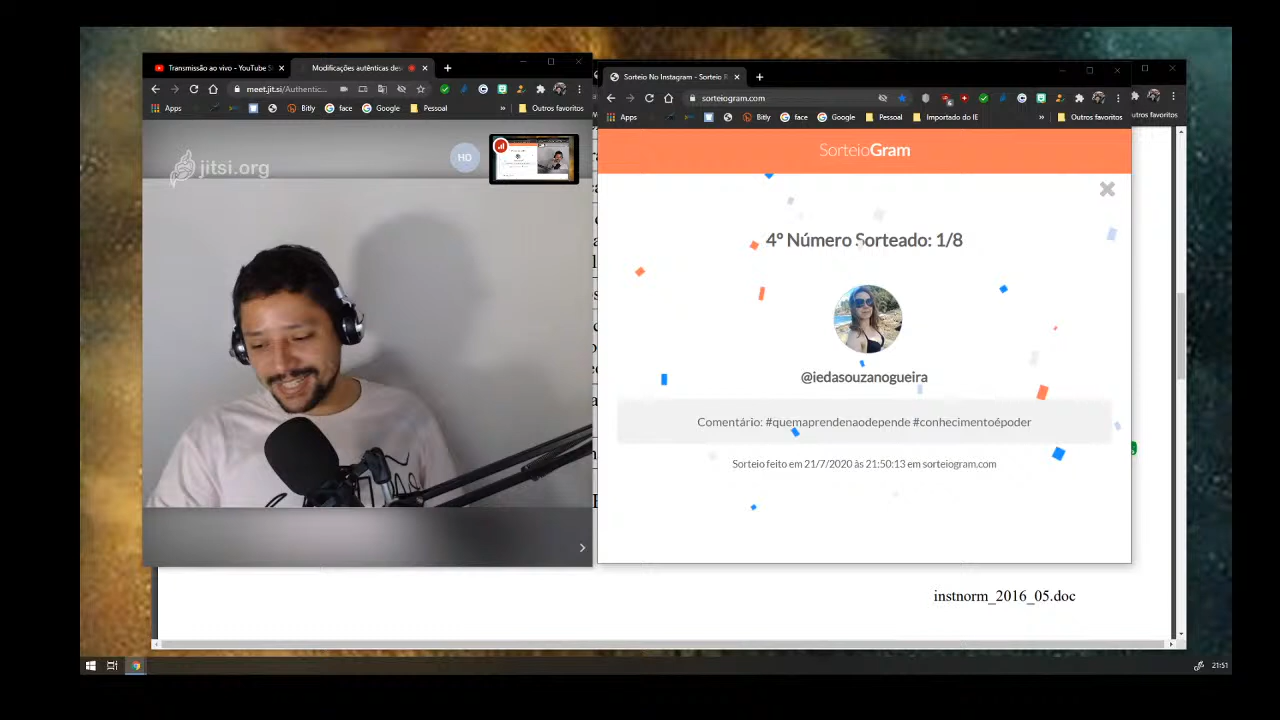 Transmissão ao vivo - YouTube S
Modificações autênticas des
meet.jit.si/Authentic...
Apps
Bitly
face
Google
Pessoal
Outros favoritos
jitsi.org
HD
Sorteio No Instagram - Sorteio R
sorteiogram.com
Apps
Bitly
face
Google
Pessoal
Importado do IE
Outros favoritos
outros favoritos
SorteioGram
4º Número Sorteado: 1/8
@iedasouzanogueira
Comentário: #quemaprendenaodepende #conhecimentoépoder
Sorteio feito em 21/7/2020 às 21:50:13 em sorteiogram.com
instnorm_2016_05.doc
21:51